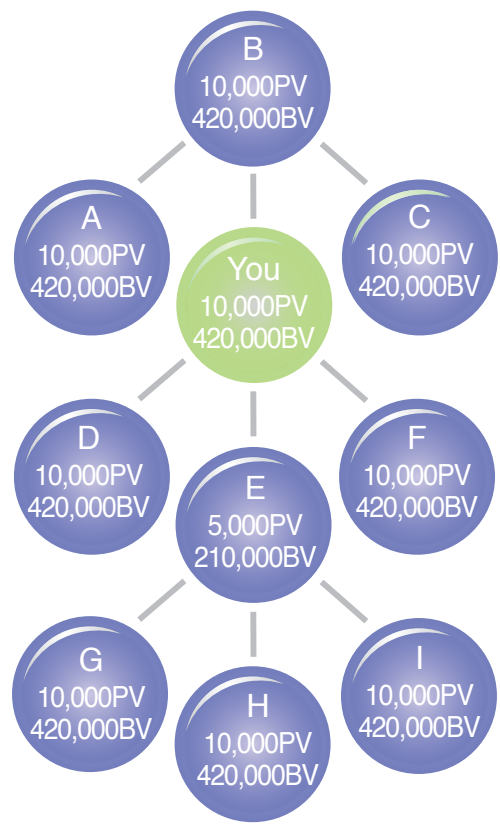 B
10,000PV
420,000BV
A
10,000PV
420,000BV
C
10,000PV
420,000BV
You
10,000PV
420,000BV
D
10,000PV
420,000BV
F
10,000PV
420,000BV
E
5,000PV
210,000BV
G
10,000PV
420,000BV
I
10,000PV
420,000BV
H
10,000PV
420,000BV